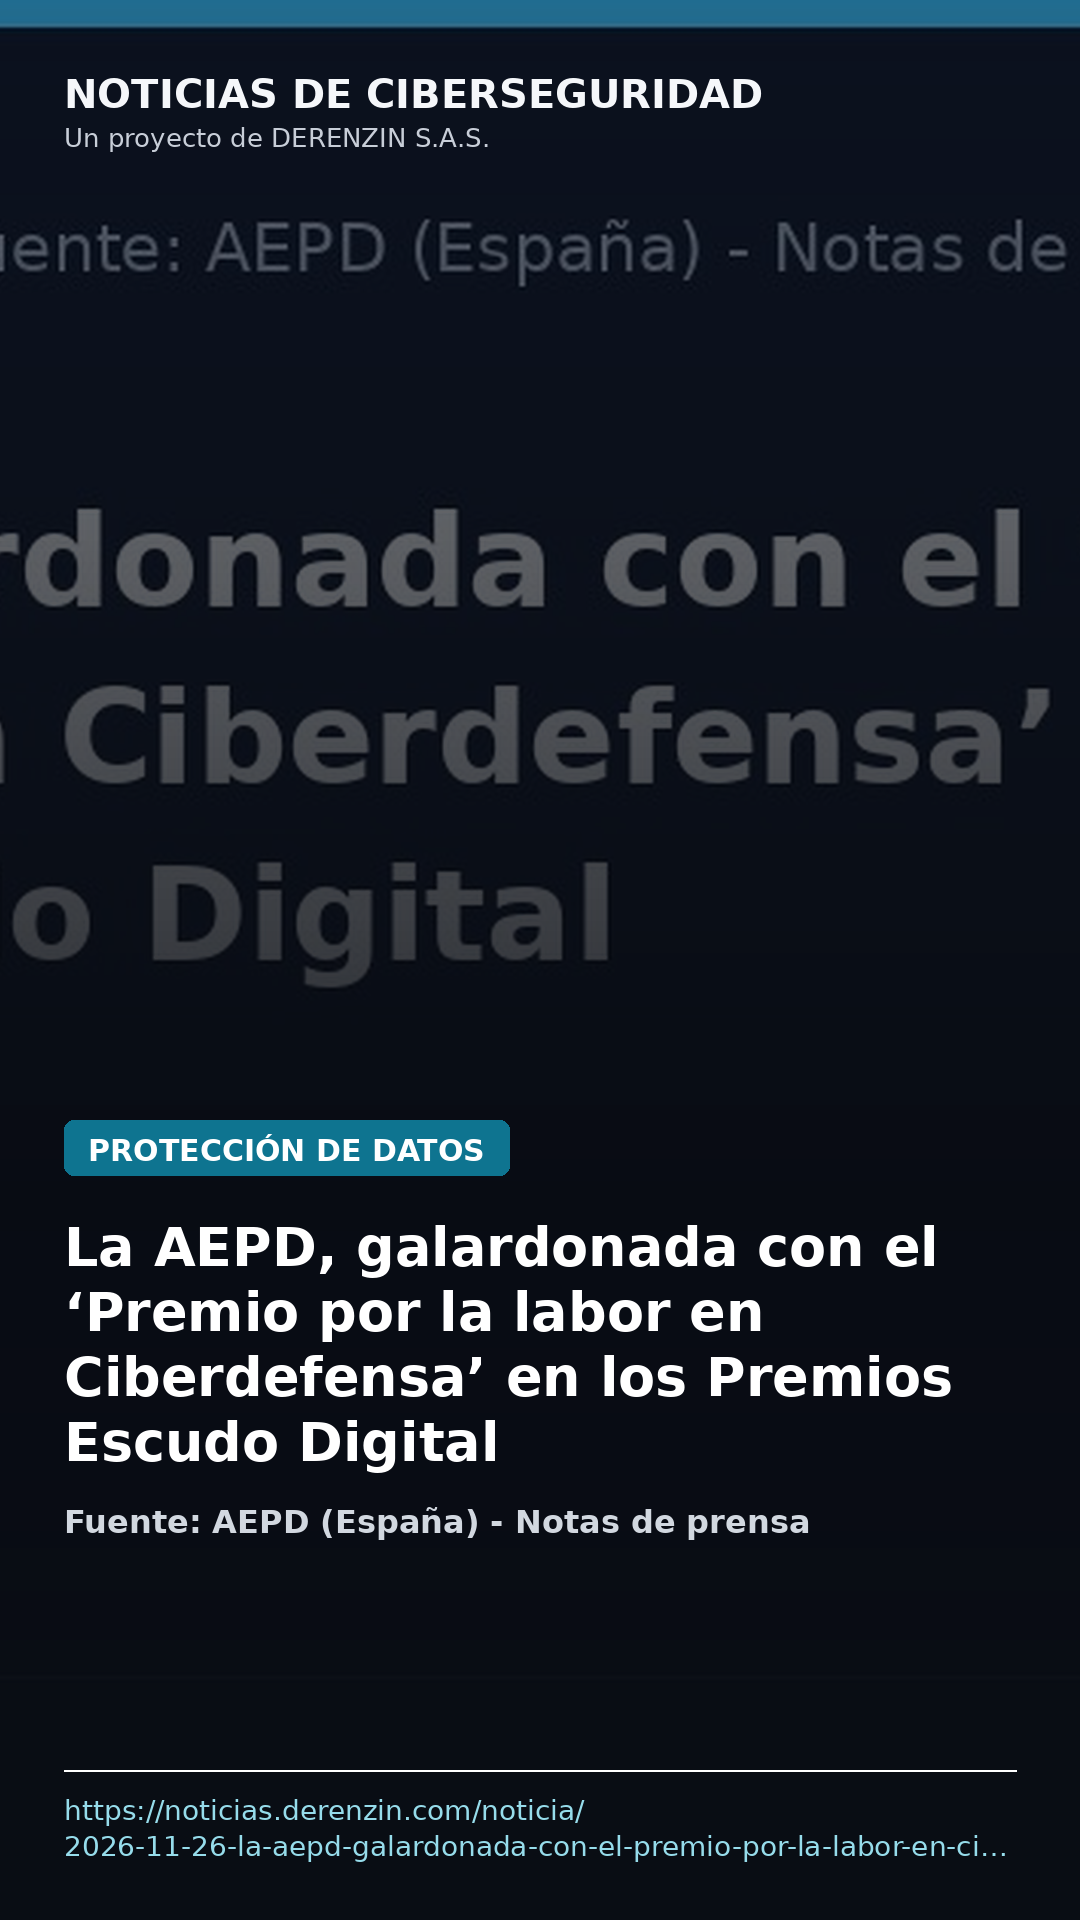 NOTICIAS DE CIBERSEGURIDAD
Un proyecto de DERENZIN S.A.S.
uente: AEPD (España) - Notas de
rdonada con el
Ciberdefensa’
o Digital
PROTECCIÓN DE DATOS
La AEPD, galardonada con el
‘Premio por la labor en
Ciberdefensa’ en los Premios
Escudo Digital
Fuente: AEPD (España) - Notas de prensa
https://noticias.derenzin.com/noticia/
2026-11-26-la-aepd-galardonada-con-el-premio-por-la-labor-en-ci...